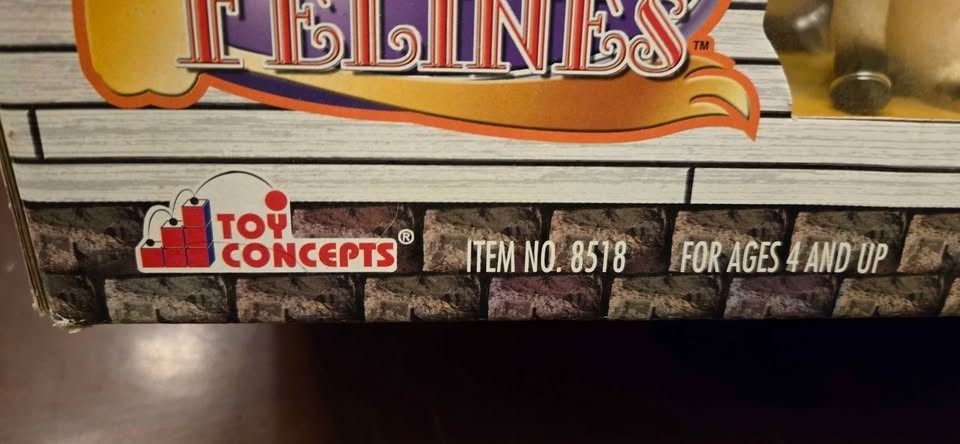 FELINES™
TOY
CONCEPTS®
ITEM NO. 8518
FOR AGES 4 AND UP